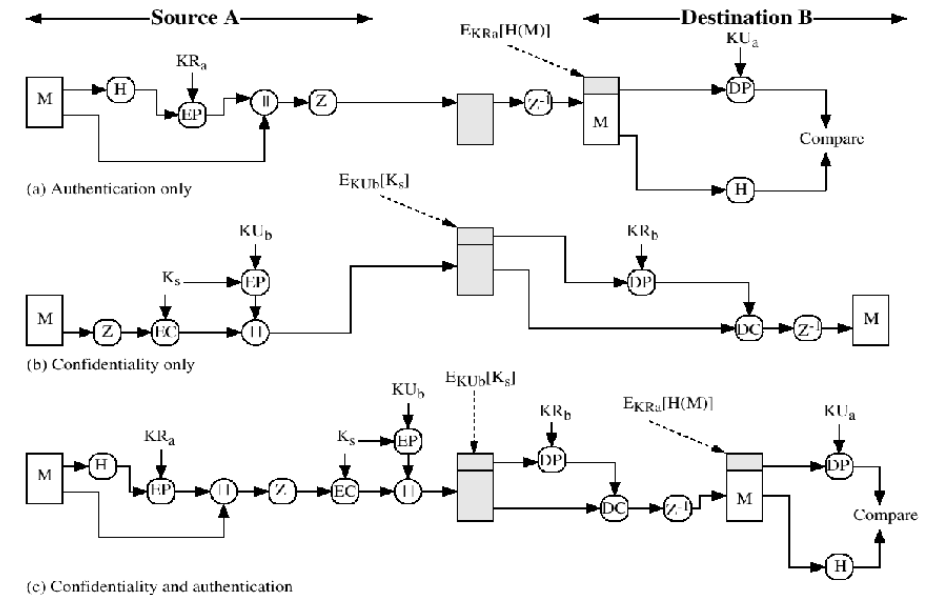 Source A
Destination B
E_KRa[H(M)]
KR_a
KU_a
M
H
EP
||
Z
Z⁻¹
M
DP
Compare
H
(a) Authentication only
E_KUb[K_s]
KU_b
KR_b
K_s
EP
DP
M
Z
EC
||
DC
Z⁻¹
M
(b) Confidentiality only
E_KUb[K_s]
KU_b
KR_b
E_KRa[H(M)]
KU_a
KR_a
K_s
EP
M
H
EP
||
Z
EC
||
DP
DC
Z⁻¹
M
DP
Compare
H
(c) Confidentiality and authentication